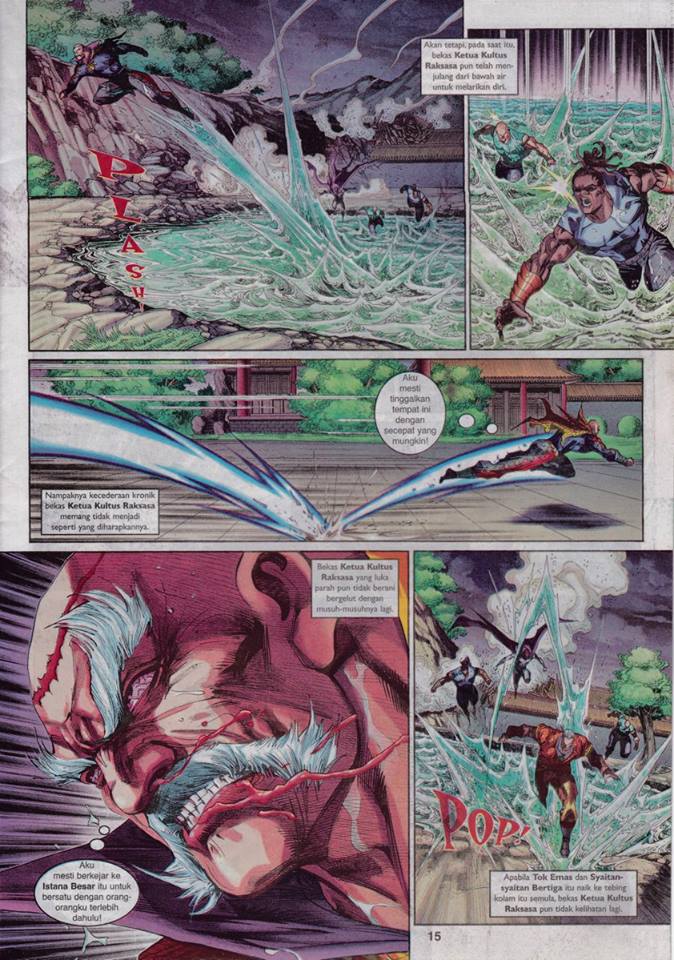 PLASH!
Akan tetapi, pada saat itu,
bekas Ketua Kultus
Raksasa pun telah men-
julang dari bawah air
untuk melarikan diri.
Aku
mesti
tinggalkan
tempat ini
dengan
secepat yang
mungkin!
Nampaknya kecederaan kronik
bekas Ketua Kultus Raksasa
memang tidak menjadi
seperti yang diharapkannya.
Bekas Ketua Kultus
Raksasa yang luka
parah pun tidak berani
bergelut dengan
musuh-musuhnya lagi.
Aku
mesti berkejar ke
Istana Besar itu untuk
bersatu dengan orang-
orangku terlebih
dahulu!
POP!
Apabila Tok Emas dan Syaitan-
syaitan Bertiga itu naik ke tebing
kolam itu semula, bekas Ketua Kultus
Raksasa pun tidak kelihatan lagi.
15